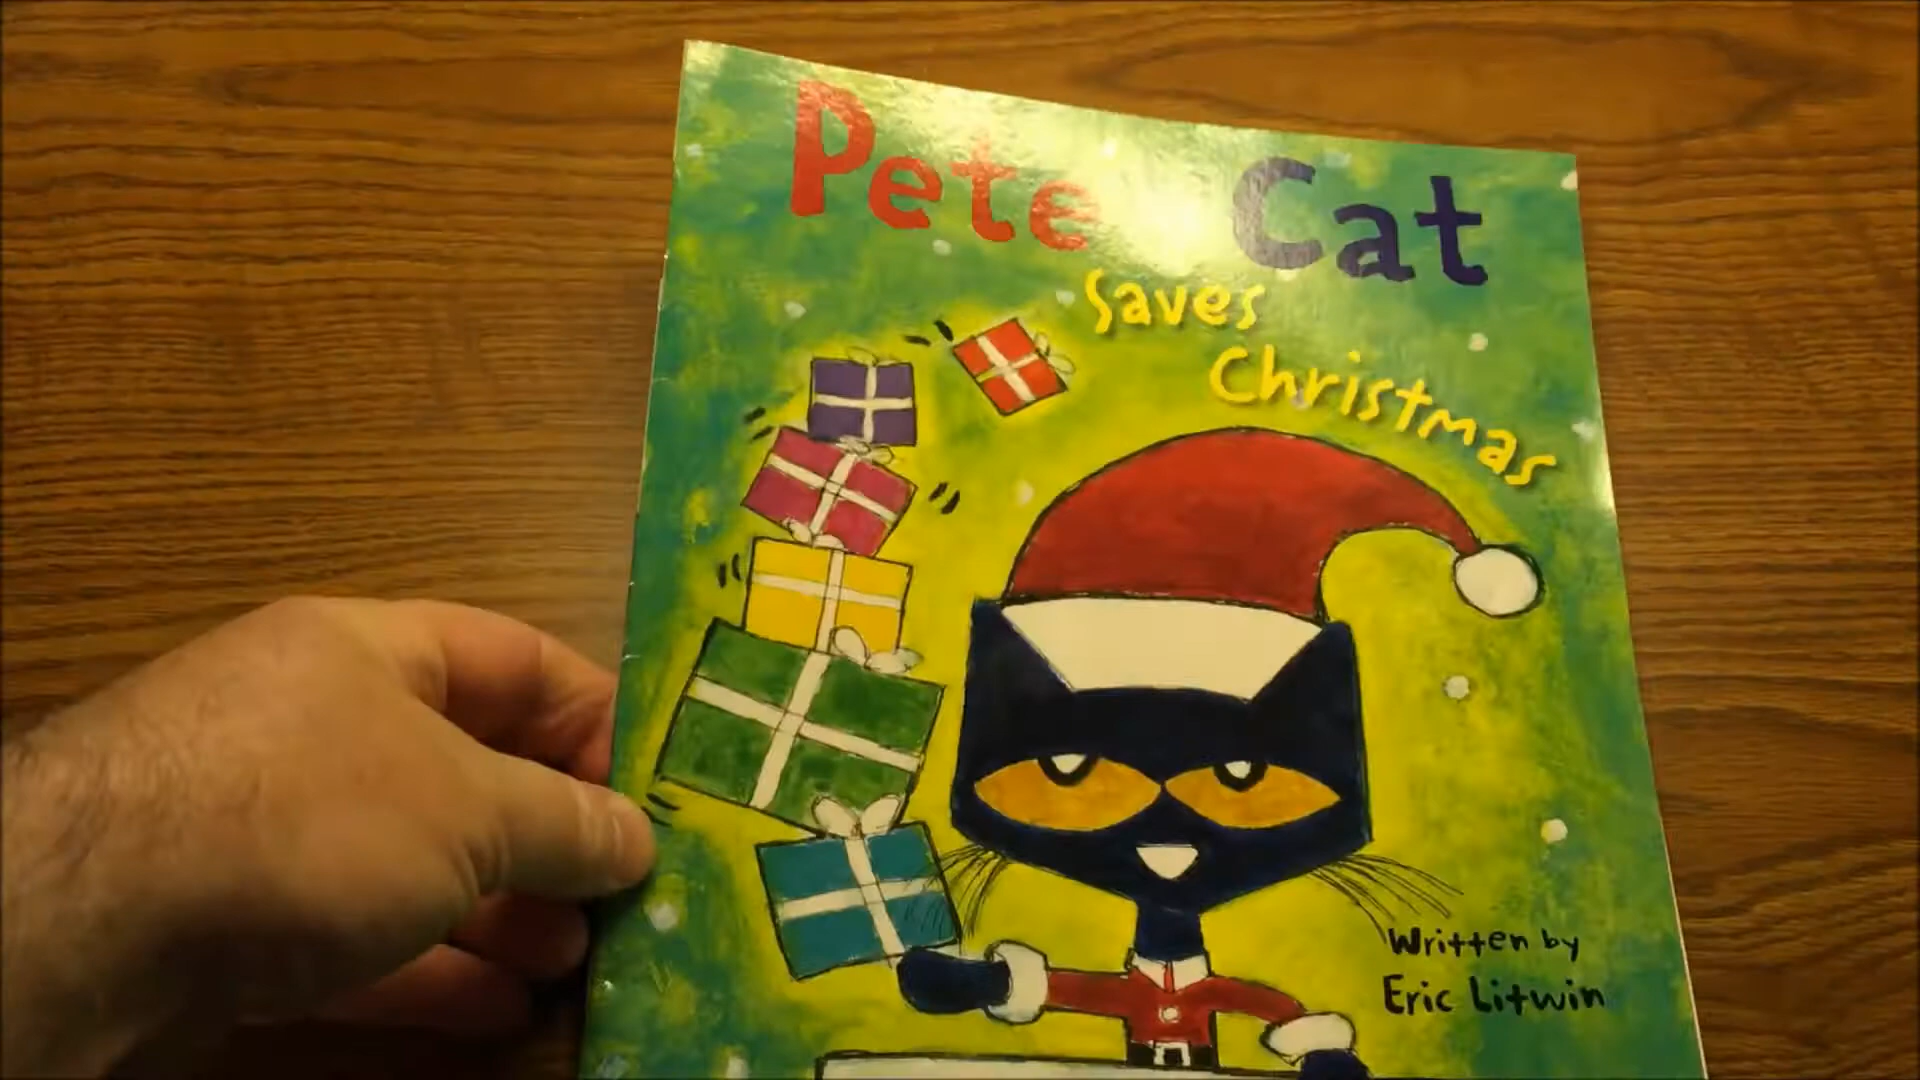 Pete Cat
Saves
Christmas
Written by
Eric Litwin